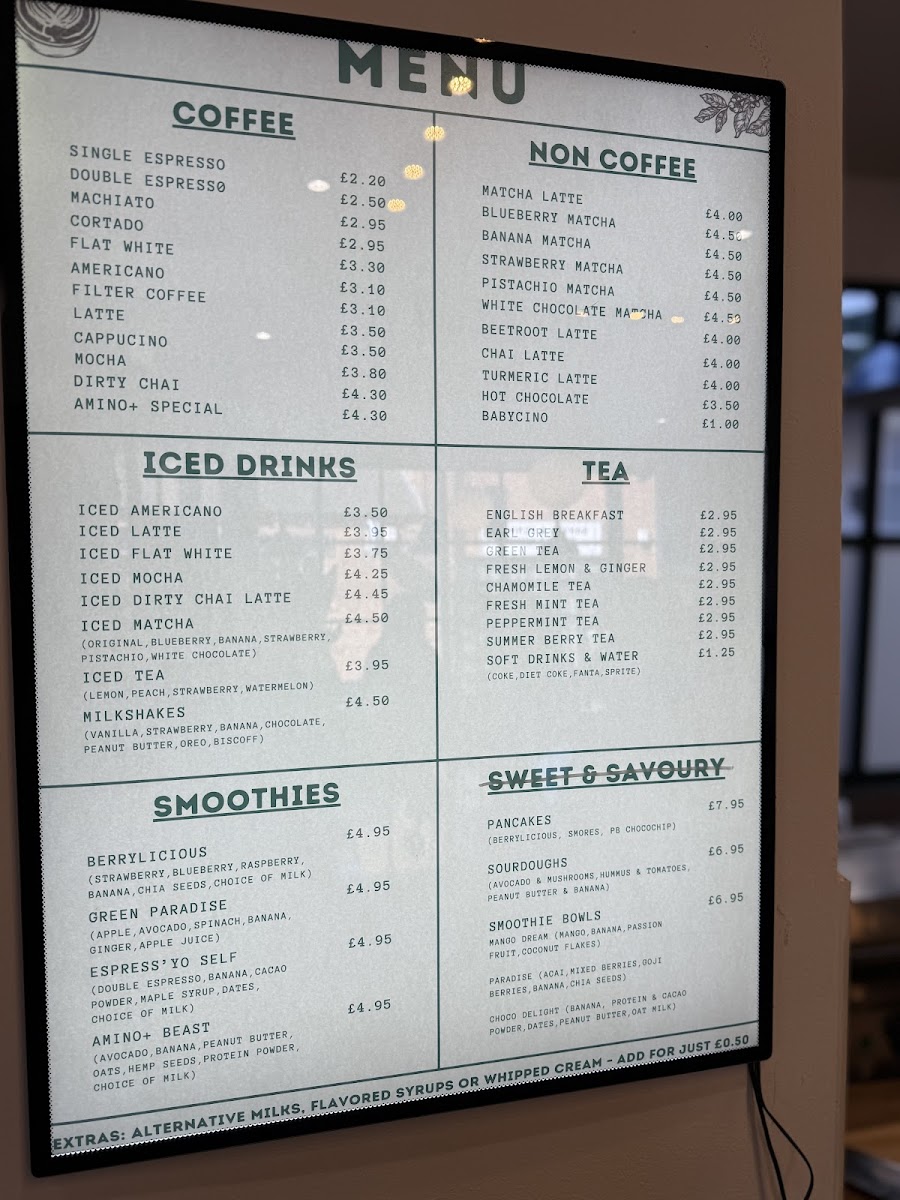 MENU
COFFEE
SINGLE ESPRESSO £2.20
DOUBLE ESPRESS0 £2.50
MACHIATO £2.95
CORTADO £2.95
FLAT WHITE £3.30
AMERICANO £3.10
FILTER COFFEE £3.10
LATTE £3.50
CAPPUCINO £3.50
MOCHA £3.80
DIRTY CHAI £4.30
AMINO+ SPECIAL £4.30
NON COFFEE
MATCHA LATTE £4.00
BLUEBERRY MATCHA £4.50
BANANA MATCHA £4.50
STRAWBERRY MATCHA £4.50
PISTACHIO MATCHA £4.50
WHITE CHOCOLATE MATCHA £4.50
BEETROOT LATTE £4.00
CHAI LATTE £4.00
TURMERIC LATTE £4.00
HOT CHOCOLATE £3.50
BABYCINO £1.00
ICED DRINKS
ICED AMERICANO £3.50
ICED LATTE £3.95
ICED FLAT WHITE £3.75
ICED MOCHA £4.25
ICED DIRTY CHAI LATTE £4.45
ICED MATCHA £4.50
(ORIGINAL,BLUEBERRY,BANANA,STRAWBERRY,
PISTACHIO,WHITE CHOCOLATE)
ICED TEA £3.95
(LEMON,PEACH,STRAWBERRY,WATERMELON)
MILKSHAKES £4.50
(VANILLA,STRAWBERRY,BANANA,CHOCOLATE,
PEANUT BUTTER,OREO,BISCOFF)
TEA
ENGLISH BREAKFAST £2.95
EARL GREY £2.95
GREEN TEA £2.95
FRESH LEMON & GINGER £2.95
CHAMOMILE TEA £2.95
FRESH MINT TEA £2.95
PEPPERMINT TEA £2.95
SUMMER BERRY TEA £2.95
SOFT DRINKS & WATER £1.25
(COKE,DIET COKE,FANTA,SPRITE)
SMOOTHIES
BERRYLICIOUS £4.95
(STRAWBERRY,BLUEBERRY,RASPBERRY,
BANANA,CHIA SEEDS,CHOICE OF MILK)
GREEN PARADISE £4.95
(APPLE,AVOCADO,SPINACH,BANANA,
GINGER,APPLE JUICE)
ESPRESS'YO SELF £4.95
(DOUBLE ESPRESSO,BANANA,CACAO
POWDER,MAPLE SYRUP,DATES,
CHOICE OF MILK)
AMINO+ BEAST £4.95
(AVOCADO,BANANA,PEANUT BUTTER,
OATS,HEMP SEEDS,PROTEIN POWDER,
CHOICE OF MILK)
SWEET & SAVOURY
PANCAKES £7.95
(BERRYLICIOUS, SMORES, PB CHOCOCHIP)
SOURDOUGHS £6.95
(AVOCADO & MUSHROOMS,HUMMUS & TOMATOES,
PEANUT BUTTER & BANANA)
SMOOTHIE BOWLS £6.95
MANGO DREAM (MANGO,BANANA,PASSION
FRUIT,COCONUT FLAKES)
PARADISE (ACAI,MIXED BERRIES,GOJI
BERRIES,BANANA,CHIA SEEDS)
CHOCO DELIGHT (BANANA, PROTEIN & CACAO
POWDER,DATES,PEANUT BUTTER,OAT MILK)
EXTRAS: ALTERNATIVE MILKS, FLAVORED SYRUPS OR WHIPPED CREAM - ADD FOR JUST £0.50